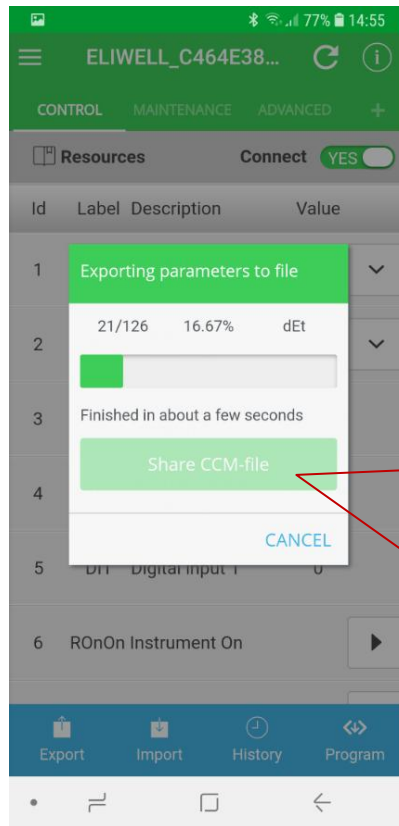 77% 14:55
ELIWELL_C464E38...
CONTROL MAINTENANCE ADVANCED +
Resources Connect YES
Id Label Description Value
1
Exporting parameters to file
21/126 16.67% dEt
2
Finished in about a few seconds
3
Share CCM-file
4
CANCEL
5 DI1 Digital Input 1 0
6 ROnOn Instrument On
Export Import History Program